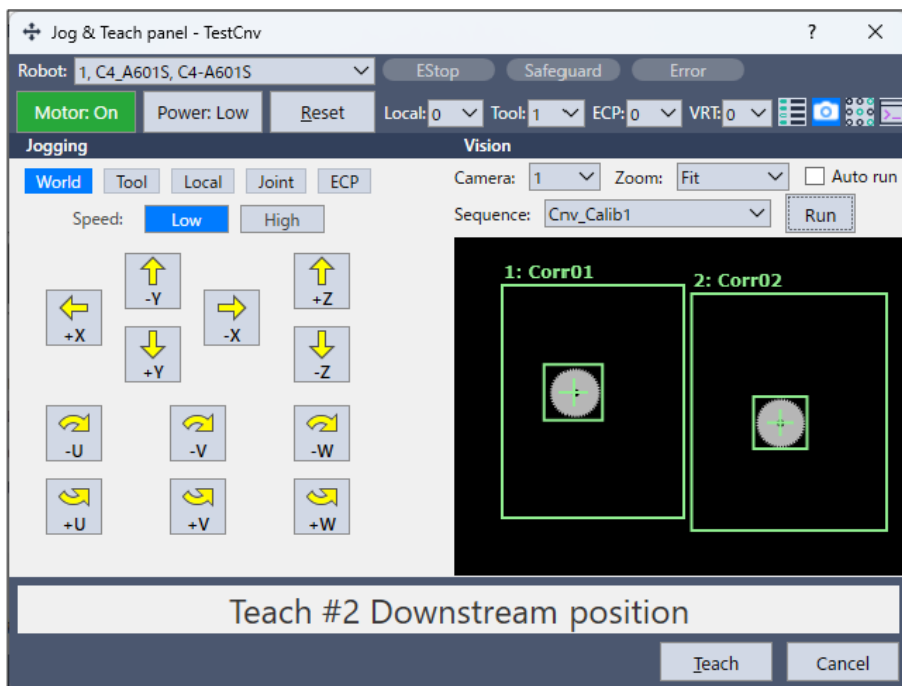 Jog & Teach panel - TestCnv ? ×
Robot: 1, C4_A601S, C4-A601S EStop Safeguard Error
Motor: On Power: Low Reset Local: 0 Tool: 1 ECP: 0 VRT: 0
Jogging Vision
World Tool Local Joint ECP Camera: 1 Zoom: Fit Auto run
Speed: Low High Sequence: Cnv_Calib1 Run
1: Corr01 2: Corr02
-Y +Z
+X -X
+Y -Z
-U -V -W
+U +V +W
Teach #2 Downstream position
Teach Cancel